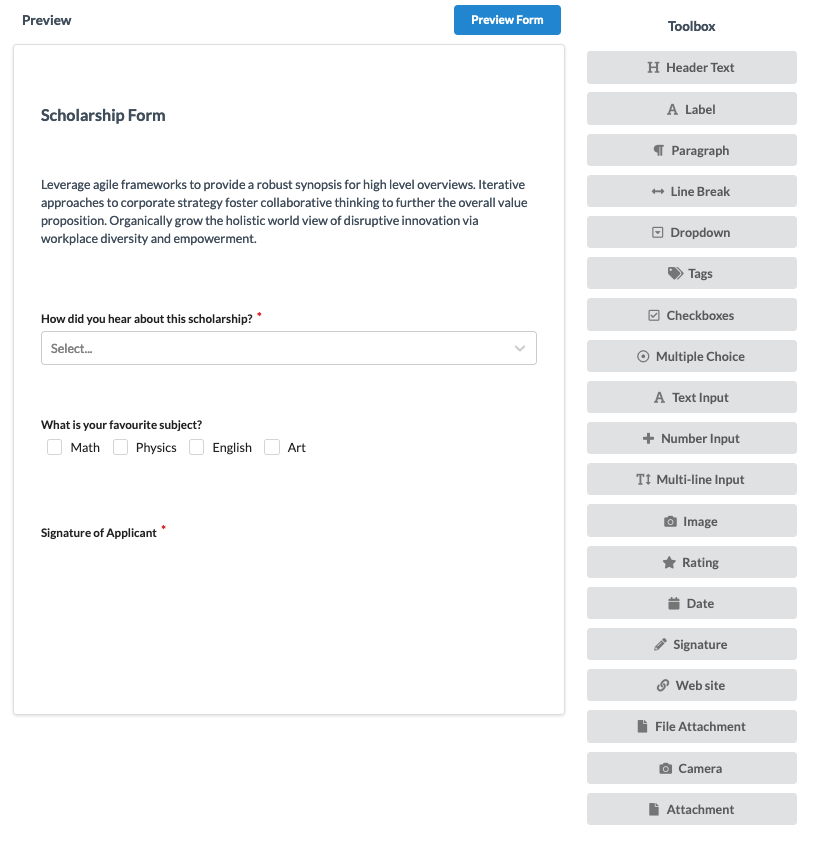 Preview
Preview Form
Scholarship Form
Leverage agile frameworks to provide a robust synopsis for high level overviews. Iterative
approaches to corporate strategy foster collaborative thinking to further the overall value
proposition. Organically grow the holistic world view of disruptive innovation via
workplace diversity and empowerment.
How did you hear about this scholarship? *
Select...
What is your favourite subject?
Math Physics English Art
Signature of Applicant *
Toolbox
Header Text
Label
Paragraph
Line Break
Dropdown
Tags
Checkboxes
Multiple Choice
Text Input
Number Input
Multi-line Input
Image
Rating
Date
Signature
Web site
File Attachment
Camera
Attachment